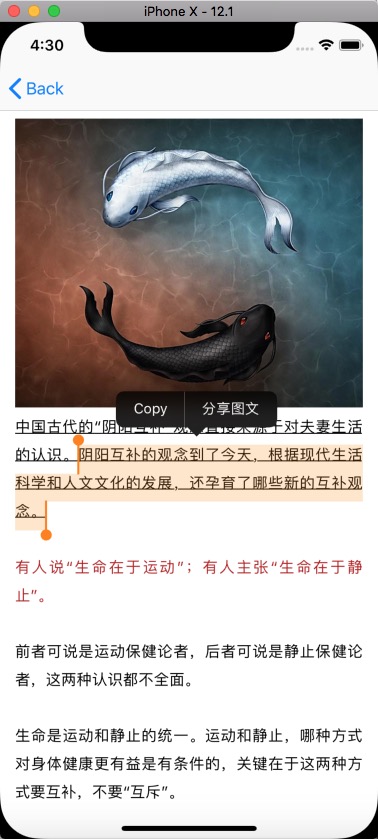 iPhone X - 12.1
4:30
Back
Copy
分享图文
中国古代的“阴阳互补”观 直接来源于对夫妻生活
的认识。阴阳互补的观念到了今天，根据现代生活
科学和人文文化的发展，还孕育了哪些新的互补观
念。
有人说“生命在于运动”；有人主张“生命在于静
止”。
前者可说是运动保健论者，后者可说是静止保健论
者，这两种认识都不全面。
生命是运动和静止的统一。运动和静止，哪种方式
对身体健康更有益是有条件的，关键在于这两种方
式要互补，不要“互斥”。